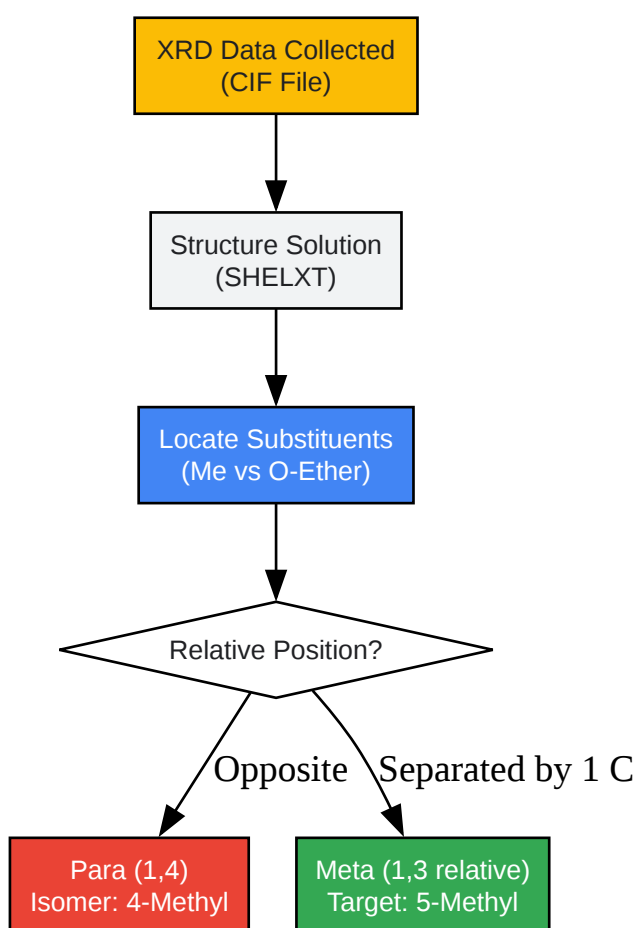 XRD Data Collected
(CIF File)
Structure Solution
(SHELXT)
Locate Substituents
(Me vs O-Ether)
Relative Position?
Opposite
Separated by 1 C
Para (1,4)
Isomer: 4-Methyl
Meta (1,3 relative)
Target: 5-Methyl